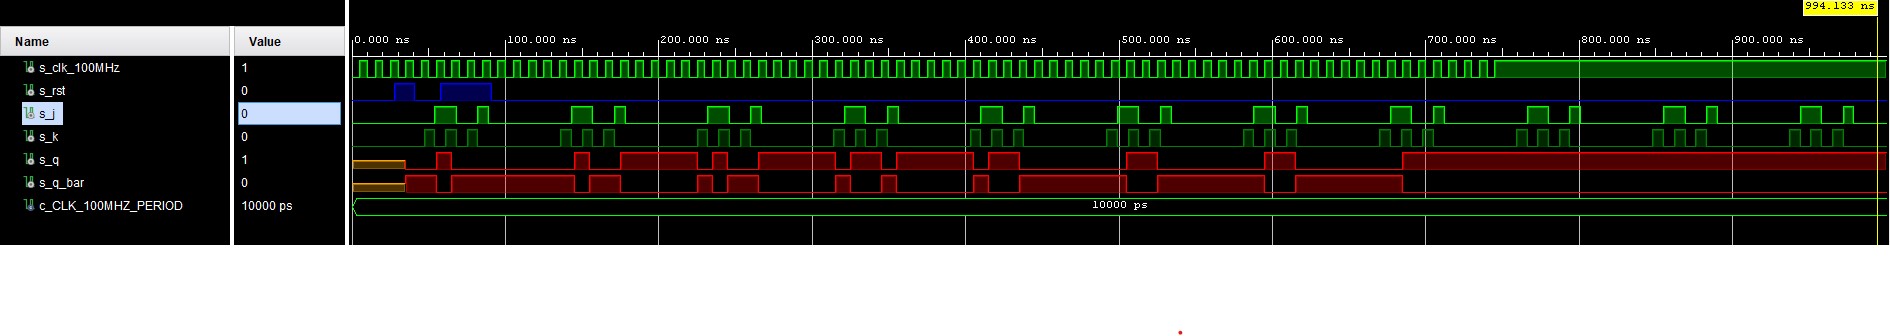 994.133 ns
Name Value
0.000 ns 100.000 ns 200.000 ns 300.000 ns 400.000 ns 500.000 ns 600.000 ns 700.000 ns 800.000 ns 900.000 ns
s_clk_100MHz 1
s_rst 0
s_j 0
s_k 0
s_q 1
s_q_bar 0
c_CLK_100MHZ_PERIOD 10000 ps 10000 ps